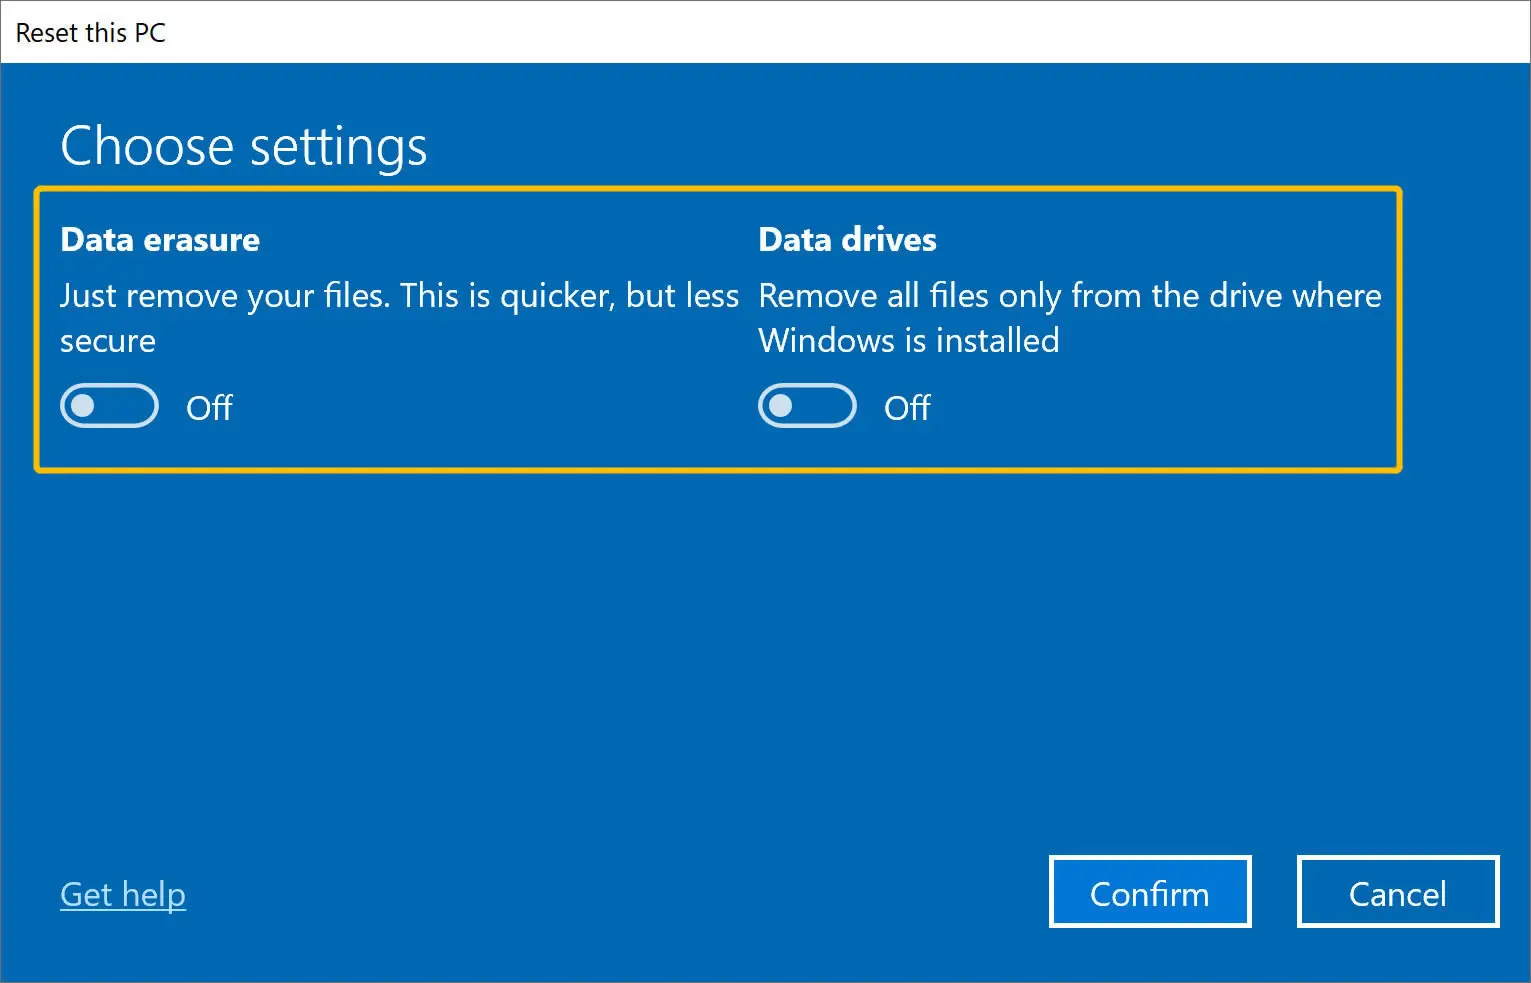 Reset this PC
Choose settings
Data erasure
Just remove your files. This is quicker, but less
secure
Off
Data drives
Remove all files only from the drive where
Windows is installed
Off
Get help
Confirm
Cancel